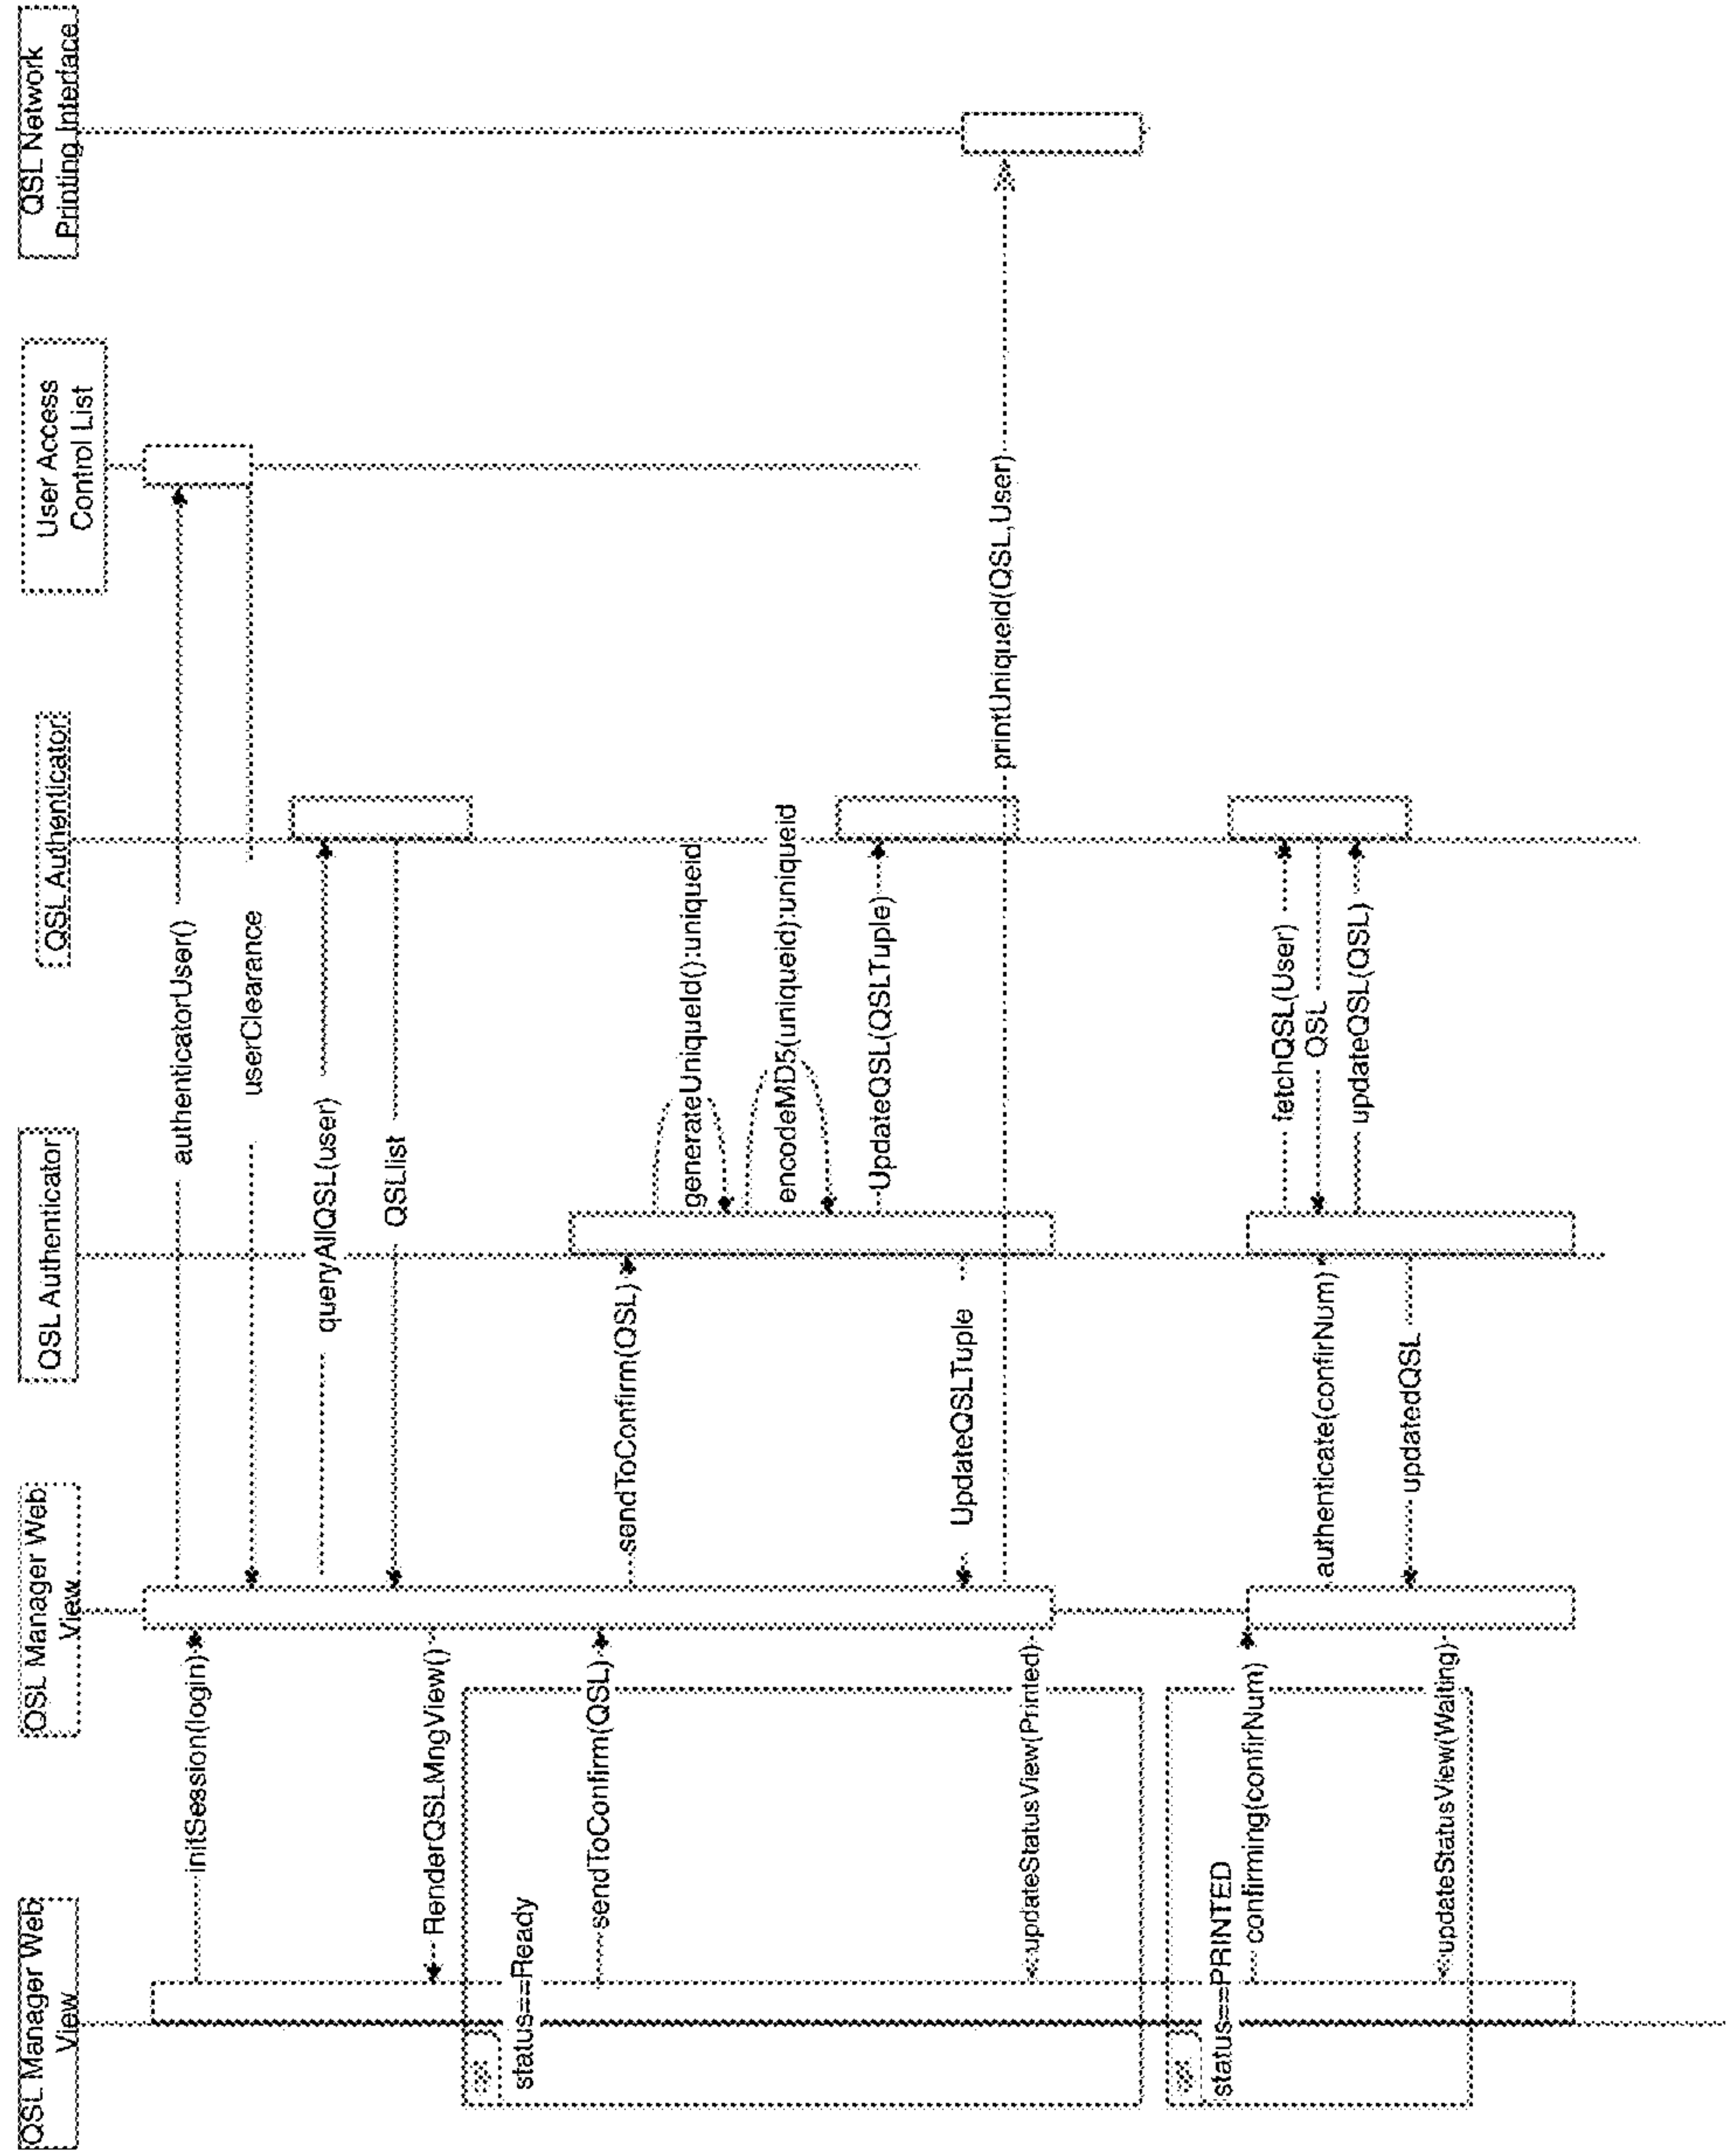 QSL Manager Web
View
QSL Manager Web
View
QSL Authenticator
QSL Authenticator
User Access
Control List
QSL Network
Printing Interface
initSession(login)
authenticatorUser()
userClearance
queryAllQSL(user)
QSLlist
RenderQSLMngView()
status==Ready
sendToConfirm(QSL)
sendToConfirm(QSL)
generateUniqueId():uniqueid
encodeMD5(uniqueid):uniqueid
UpdateQSL(QSLTuple)
UpdateQSLTuple
printUniqueid(QSL,User)
updateStatusView(Printed)
status==PRINTED
confirming(confirNum)
authenticate(confirNum)
fetchQSL(User)
QSL
updateQSL(QSL)
updatedQSL
updateStatusView(Waiting)